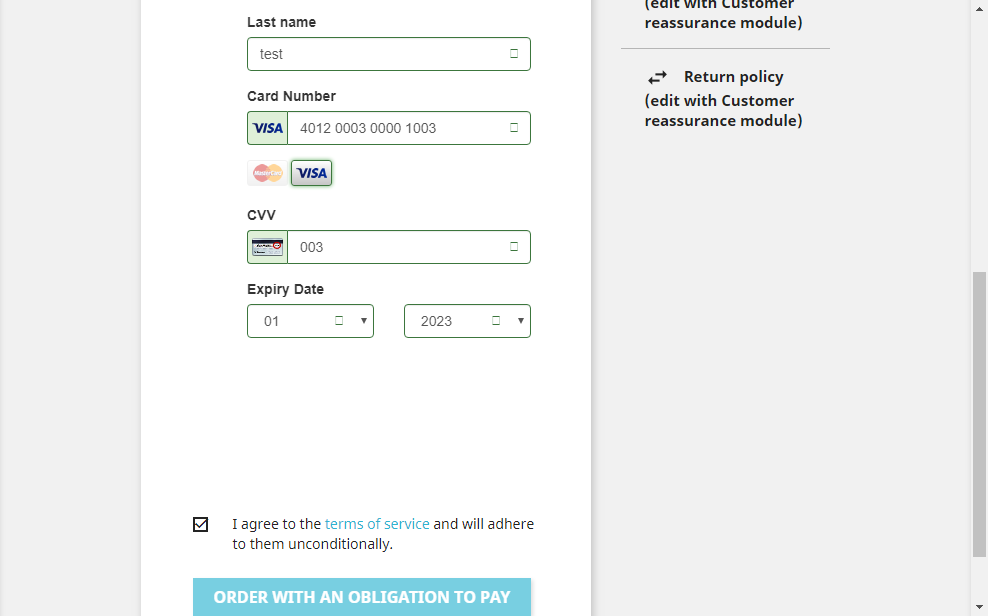 Last name
test
Card Number
VISA 4012 0003 0000 1003
MasterCard VISA
CVV
003
Expiry Date
01 2023
I agree to the terms of service and will adhere
to them unconditionally.
ORDER WITH AN OBLIGATION TO PAY
(edit with Customer
reassurance module)
Return policy
(edit with Customer
reassurance module)